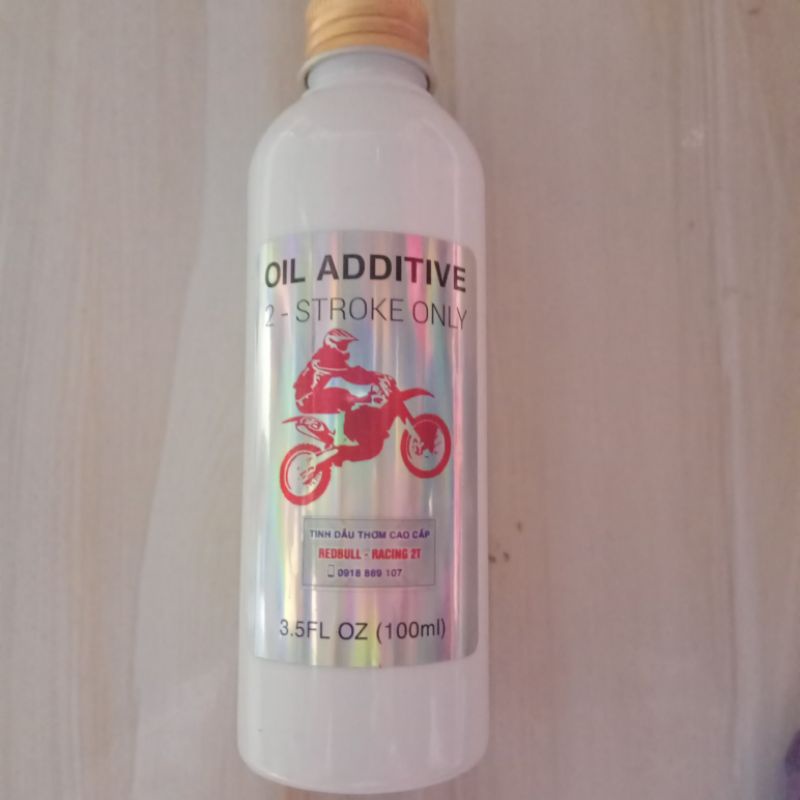 OIL ADDITIVE
2 - STROKE ONLY
TINH DẦU THƠM CAO CẤP
REDBULL - RACING 2T
0918 889 107
3.5FL OZ (100ml)